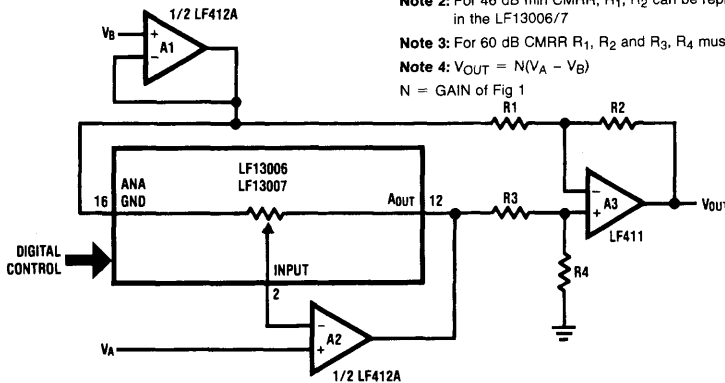 1/2 LF412A
Note 2: For 46 dB min CMRR, R1, R2 can be
in the LF13006/7
VB
+
−
A1
Note 3: For 60 dB CMRR R1, R2 and R3, R4
Note 4: VOUT = N(VA − VB)
N = GAIN of Fig 1
R1
R2
LF13006
LF13007
ANA
GND
16
AOUT
12
R3
−
+
A3
VOUT
LF411
DIGITAL
CONTROL
INPUT
2
R4
−
+
A2
VA
1/2 LF412A